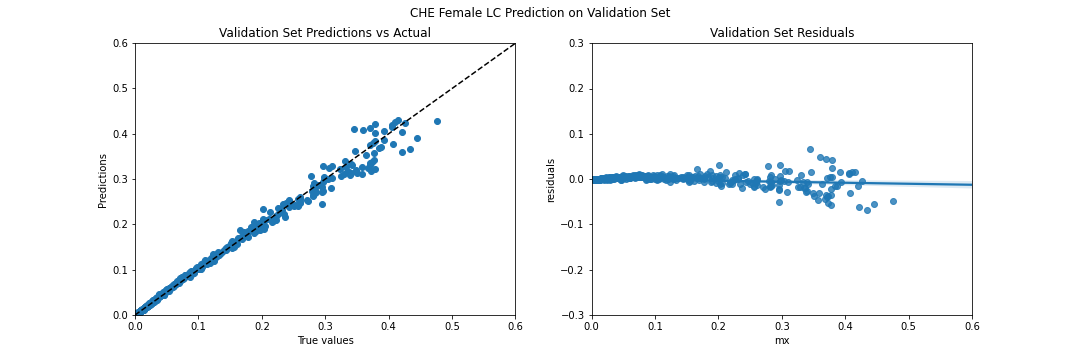 CHE Female LC Prediction on Validation Set
Validation Set Predictions vs Actual
0.6
0.5
0.4
0.3
0.2
0.1
0.0
Predictions
0.0 0.1 0.2 0.3 0.4 0.5 0.6
True values
Validation Set Residuals
0.3
0.2
0.1
0.0
−0.1
−0.2
−0.3
residuals
0.0 0.1 0.2 0.3 0.4 0.5 0.6
mx